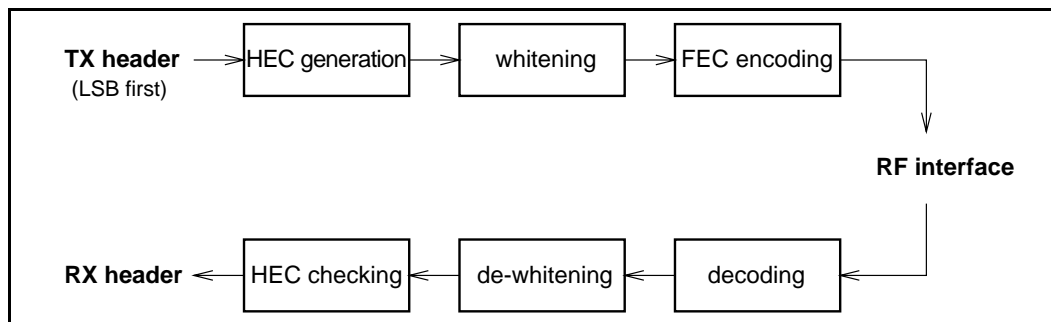 TX header
(LSB first)
HEC generation
whitening
FEC encoding
RF interface
RX header
HEC checking
de-whitening
decoding